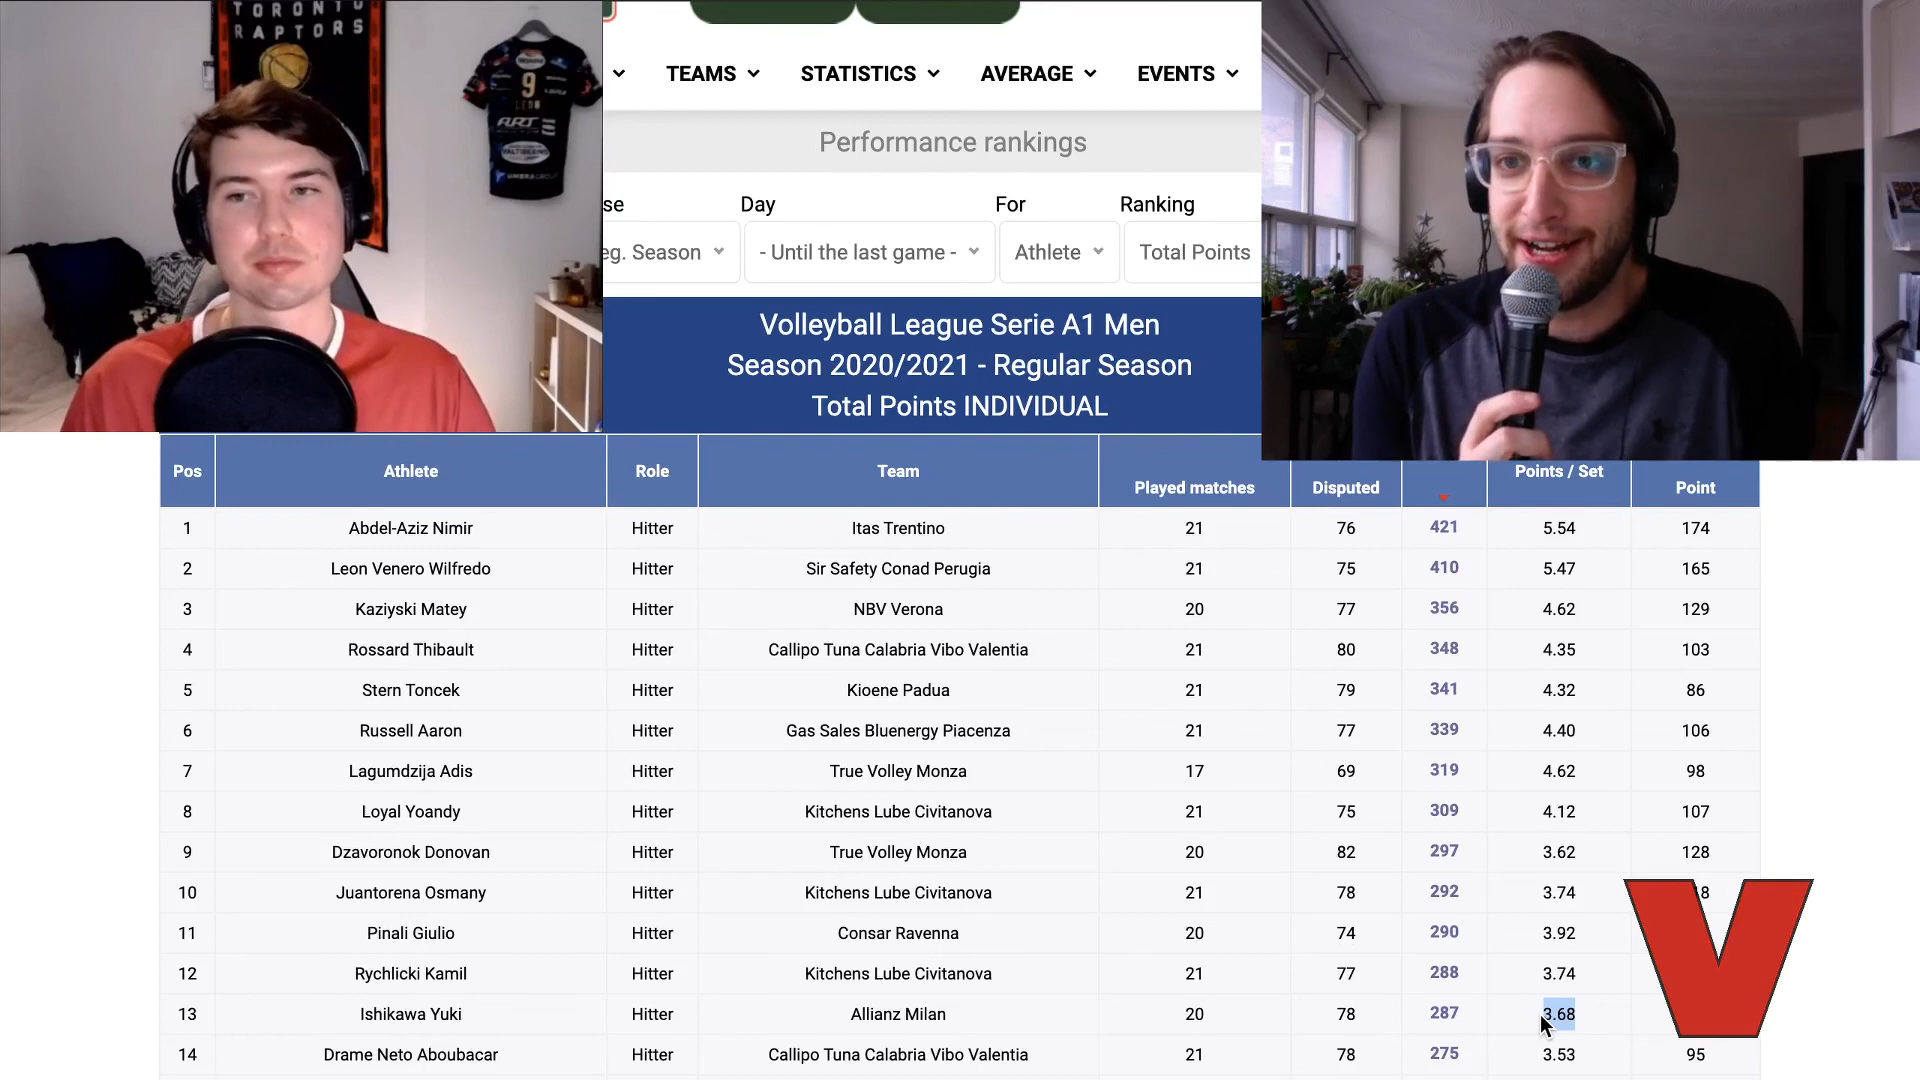 TORONTO
RAPTORS
9
LEON
ART
TEAMS
STATISTICS
AVERAGE
EVENTS
Performance rankings
se
Day
For
Ranking
eg. Season
- Until the last game -
Athlete
Total Points
Volleyball League Serie A1 Men
Season 2020/2021 - Regular Season
Total Points INDIVIDUAL
Pos Athlete Role Team Played matches Disputed Points / Set Point
1 Abdel-Aziz Nimir Hitter Itas Trentino 21 76 421 5.54 174
2 Leon Venero Wilfredo Hitter Sir Safety Conad Perugia 21 75 410 5.47 165
3 Kaziyski Matey Hitter NBV Verona 20 77 356 4.62 129
4 Rossard Thibault Hitter Callipo Tuna Calabria Vibo Valentia 21 80 348 4.35 103
5 Stern Toncek Hitter Kioene Padua 21 79 341 4.32 86
6 Russell Aaron Hitter Gas Sales Bluenergy Piacenza 21 77 339 4.40 106
7 Lagumdzija Adis Hitter True Volley Monza 17 69 319 4.62 98
8 Loyal Yoandy Hitter Kitchens Lube Civitanova 21 75 309 4.12 107
9 Dzavoronok Donovan Hitter True Volley Monza 20 82 297 3.62 128
10 Juantorena Osmany Hitter Kitchens Lube Civitanova 21 78 292 3.74 8
11 Pinali Giulio Hitter Consar Ravenna 20 74 290 3.92
12 Rychlicki Kamil Hitter Kitchens Lube Civitanova 21 77 288 3.74
13 Ishikawa Yuki Hitter Allianz Milan 20 78 287 3.68
14 Drame Neto Aboubacar Hitter Callipo Tuna Calabria Vibo Valentia 21 78 275 3.53 95
V